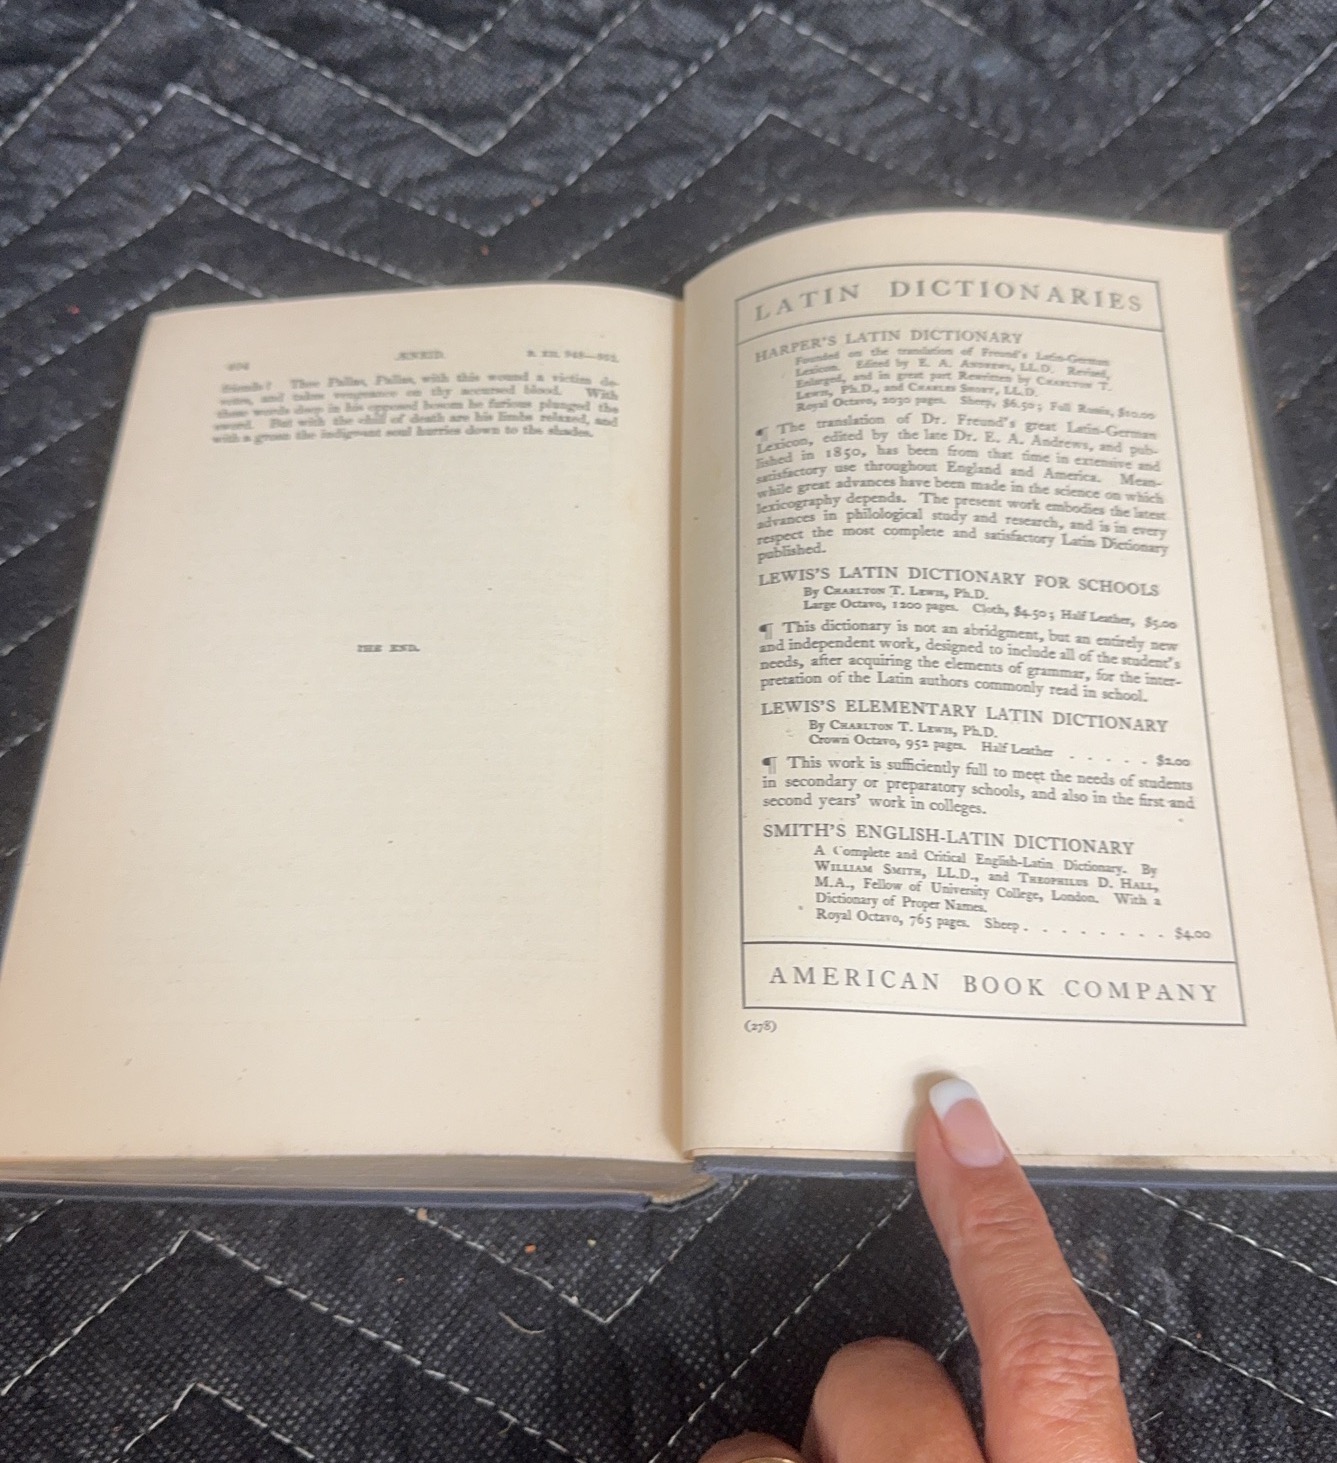 494 ÆNEID. B. XII. 948—952.
friends? Thee Pallas, Pallas, with this wound a victim de-
votes, and takes vengeance on thy accursed blood. With
these words deep in his opposed bosom he furious plunged the
sword. But with the chill of death are his limbs relaxed, and
with a groan the indignant soul hurries down to the shades.
THE END.
LATIN DICTIONARIES
HARPER'S LATIN DICTIONARY
Founded on the translation of Freund's Latin-German
Lexicon. Edited by E. A. ANDREWS, LL.D. Revised,
Enlarged, and in great part Rewritten by CHARLTON T.
LEWIS, Ph.D., and CHARLES SHORT, LL.D.
Royal Octavo, 2030 pages. Sheep, $6.50; Full Russia, $10.00
¶ The translation of Dr. Freund's great Latin-German
Lexicon, edited by the late Dr. E. A. Andrews, and pub-
lished in 1850, has been from that time in extensive and
satisfactory use throughout England and America. Mean-
while great advances have been made in the science on which
lexicography depends. The present work embodies the latest
advances in philological study and research, and is in every
respect the most complete and satisfactory Latin Dictionary
published.
LEWIS'S LATIN DICTIONARY FOR SCHOOLS
By CHARLTON T. LEWIS, Ph.D.
Large Octavo, 1200 pages. Cloth, $4.50; Half Leather, $5.00
¶ This dictionary is not an abridgment, but an entirely new
and independent work, designed to include all of the student's
needs, after acquiring the elements of grammar, for the inter-
pretation of the Latin authors commonly read in school.
LEWIS'S ELEMENTARY LATIN DICTIONARY
By CHARLTON T. LEWIS, Ph.D.
Crown Octavo, 952 pages. Half Leather . . . . . $2.00
¶ This work is sufficiently full to meet the needs of students
in secondary or preparatory schools, and also in the first and
second years' work in colleges.
SMITH'S ENGLISH-LATIN DICTIONARY
A Complete and Critical English-Latin Dictionary. By
WILLIAM SMITH, LL.D., and THEOPHILUS D. HALL,
M.A., Fellow of University College, London. With a
Dictionary of Proper Names.
Royal Octavo, 765 pages. Sheep . . . . . . . . $4.00
AMERICAN BOOK COMPANY
(278)